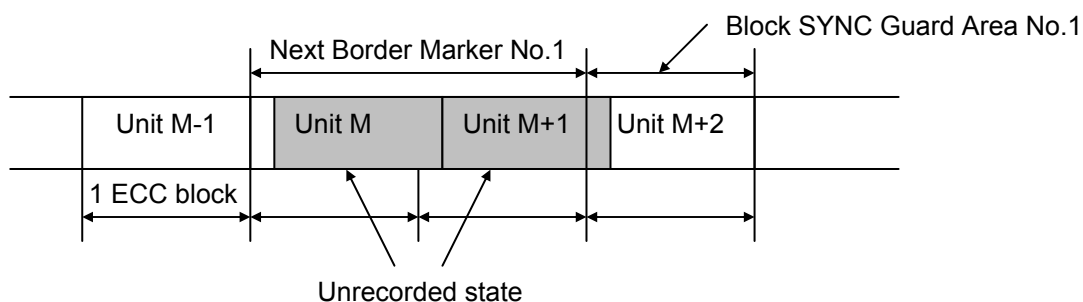 Block SYNC Guard Area No.1
Next Border Marker No.1
Unit M-1 Unit M Unit M+1 Unit M+2
1 ECC block
Unrecorded state